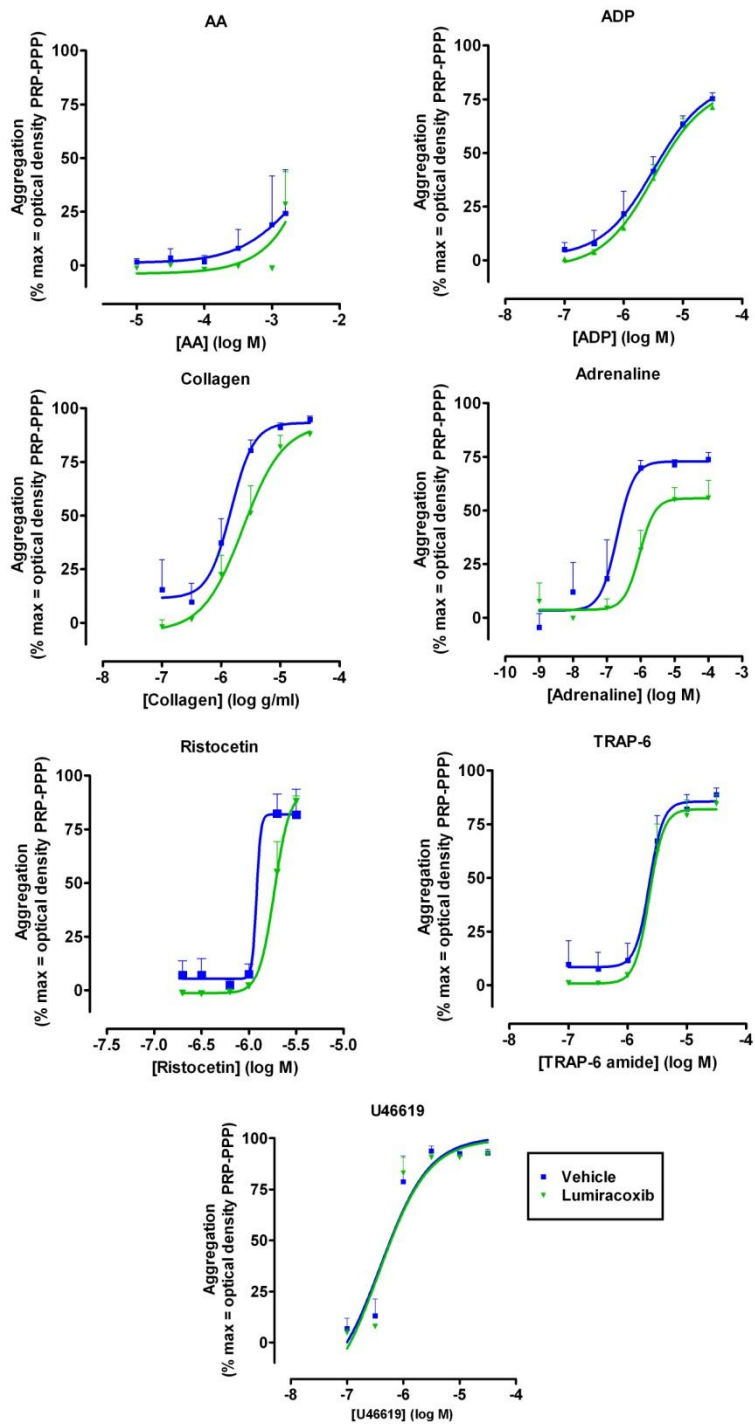 AA
Aggregation
(% max = optical density PRP-PPP)
100
75
50
25
0
-5
-4
-3
-2
[AA] (log M)
ADP
Aggregation
(% max = optical density PRP-PPP)
100
75
50
25
0
-8
-7
-6
-5
-4
[ADP] (log M)
Collagen
Aggregation
(% max = optical density PRP-PPP)
100
75
50
25
0
-8
-7
-6
-5
-4
[Collagen] (log g/ml)
Adrenaline
Aggregation
(% max = optical density PRP-PPP)
100
75
50
25
0
-10
-9
-8
-7
-6
-5
-4
-3
[Adrenaline] (log M)
Ristocetin
Aggregation
(% max = optical density PRP-PPP)
100
75
50
25
0
-7.5
-7.0
-6.5
-6.0
-5.5
-5.0
[Ristocetin] (log M)
TRAP-6
Aggregation
(% max = optical density PRP-PPP)
100
75
50
25
0
-8
-7
-6
-5
-4
[TRAP-6 amide] (log M)
U46619
Aggregation
(% max = optical density PRP-PPP)
100
75
50
25
0
-8
-7
-6
-5
-4
[U46619] (log M)
Vehicle
Lumiracoxib